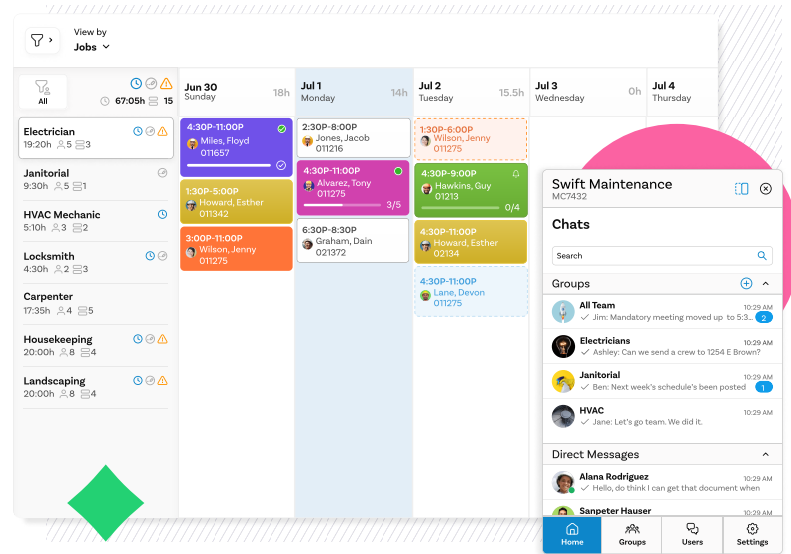 View by
Jobs
All
67:05h 15
Electrician
19:20h 5 3
Janitorial
9:30h 5 1
HVAC Mechanic
5:10h 3 2
Locksmith
4:30h 2 3
Carpenter
17:35h 4 5
Housekeeping
20:00h 8 4
Landscaping
20:00h 8 4
Jun 30
Sunday 18h
4:30P-11:00P
Miles, Floyd
011657
1:30P-5:00P
Howard, Esther
011342
3:00P-11:00P
Wilson, Jenny
011275
Jul 1
Monday 14h
2:30P-8:00P
Jones, Jacob
011216
4:30P-11:00P
Alvarez, Tony
011275
3/5
6:30P-8:30P
Graham, Dain
021372
Jul 2
Tuesday 15.5h
1:30P-6:00P
Wilson, Jenny
011275
4:30P-9:00P
Hawkins, Guy
01213
0/4
4:30P-11:00P
Howard, Esther
02134
4:30P-11:00P
Lane, Devon
011275
Jul 3
Wednesday 0h
Jul 4
Thursday
Swift Maintenance
MC7432
Chats
Search
Groups
All Team 10:29 AM
Jim: Mandatory meeting moved up to 5:3... 2
Electricians 10:29 AM
Ashley: Can we send a crew to 1254 E Brown?
Janitorial 10:29 AM
Ben: Next week's schedule's been posted 1
HVAC 10:29 AM
Jane: Let's go team. We did it.
Direct Messages
Alana Rodriguez 10:29 AM
Hello, do think I can get that document when
Sanpeter Hauser 10:29 AM
Home Groups Users Settings